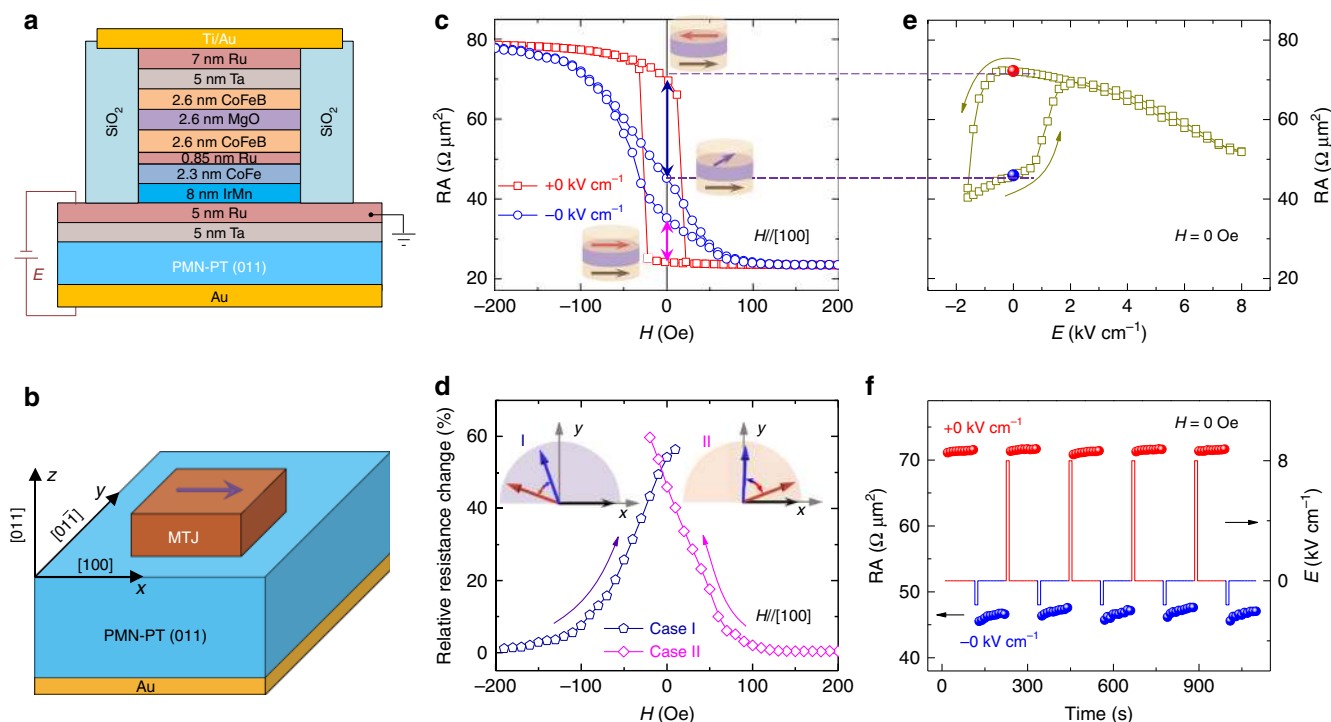 a
Ti/Au
7 nm Ru
5 nm Ta
2.6 nm CoFeB
2.6 nm MgO
2.6 nm CoFeB
0.85 nm Ru
2.3 nm CoFe
8 nm IrMn
SiO2
SiO2
5 nm Ru
5 nm Ta
PMN-PT (011)
Au
E
b
z
y
x
[011]
[01-1]
[100]
MTJ
PMN-PT (011)
Au
c
RA (Ω μm²)
80
60
40
20
+0 kV cm⁻¹
−0 kV cm⁻¹
H//[100]
−200 −100 0 100 200
H (Oe)
d
Relative resistance change (%)
60
40
20
0
I
y
x
II
y
x
H//[100]
Case I
Case II
−200 −100 0 100 200
H (Oe)
e
80
60
40
20
RA (Ω μm²)
H = 0 Oe
−2 0 2 4 6 8
E (kV cm⁻¹)
f
+0 kV cm⁻¹
H = 0 Oe
RA (Ω μm²)
70
60
50
40
8
0
E (kV cm⁻¹)
−0 kV cm⁻¹
0 300 600 900
Time (s)